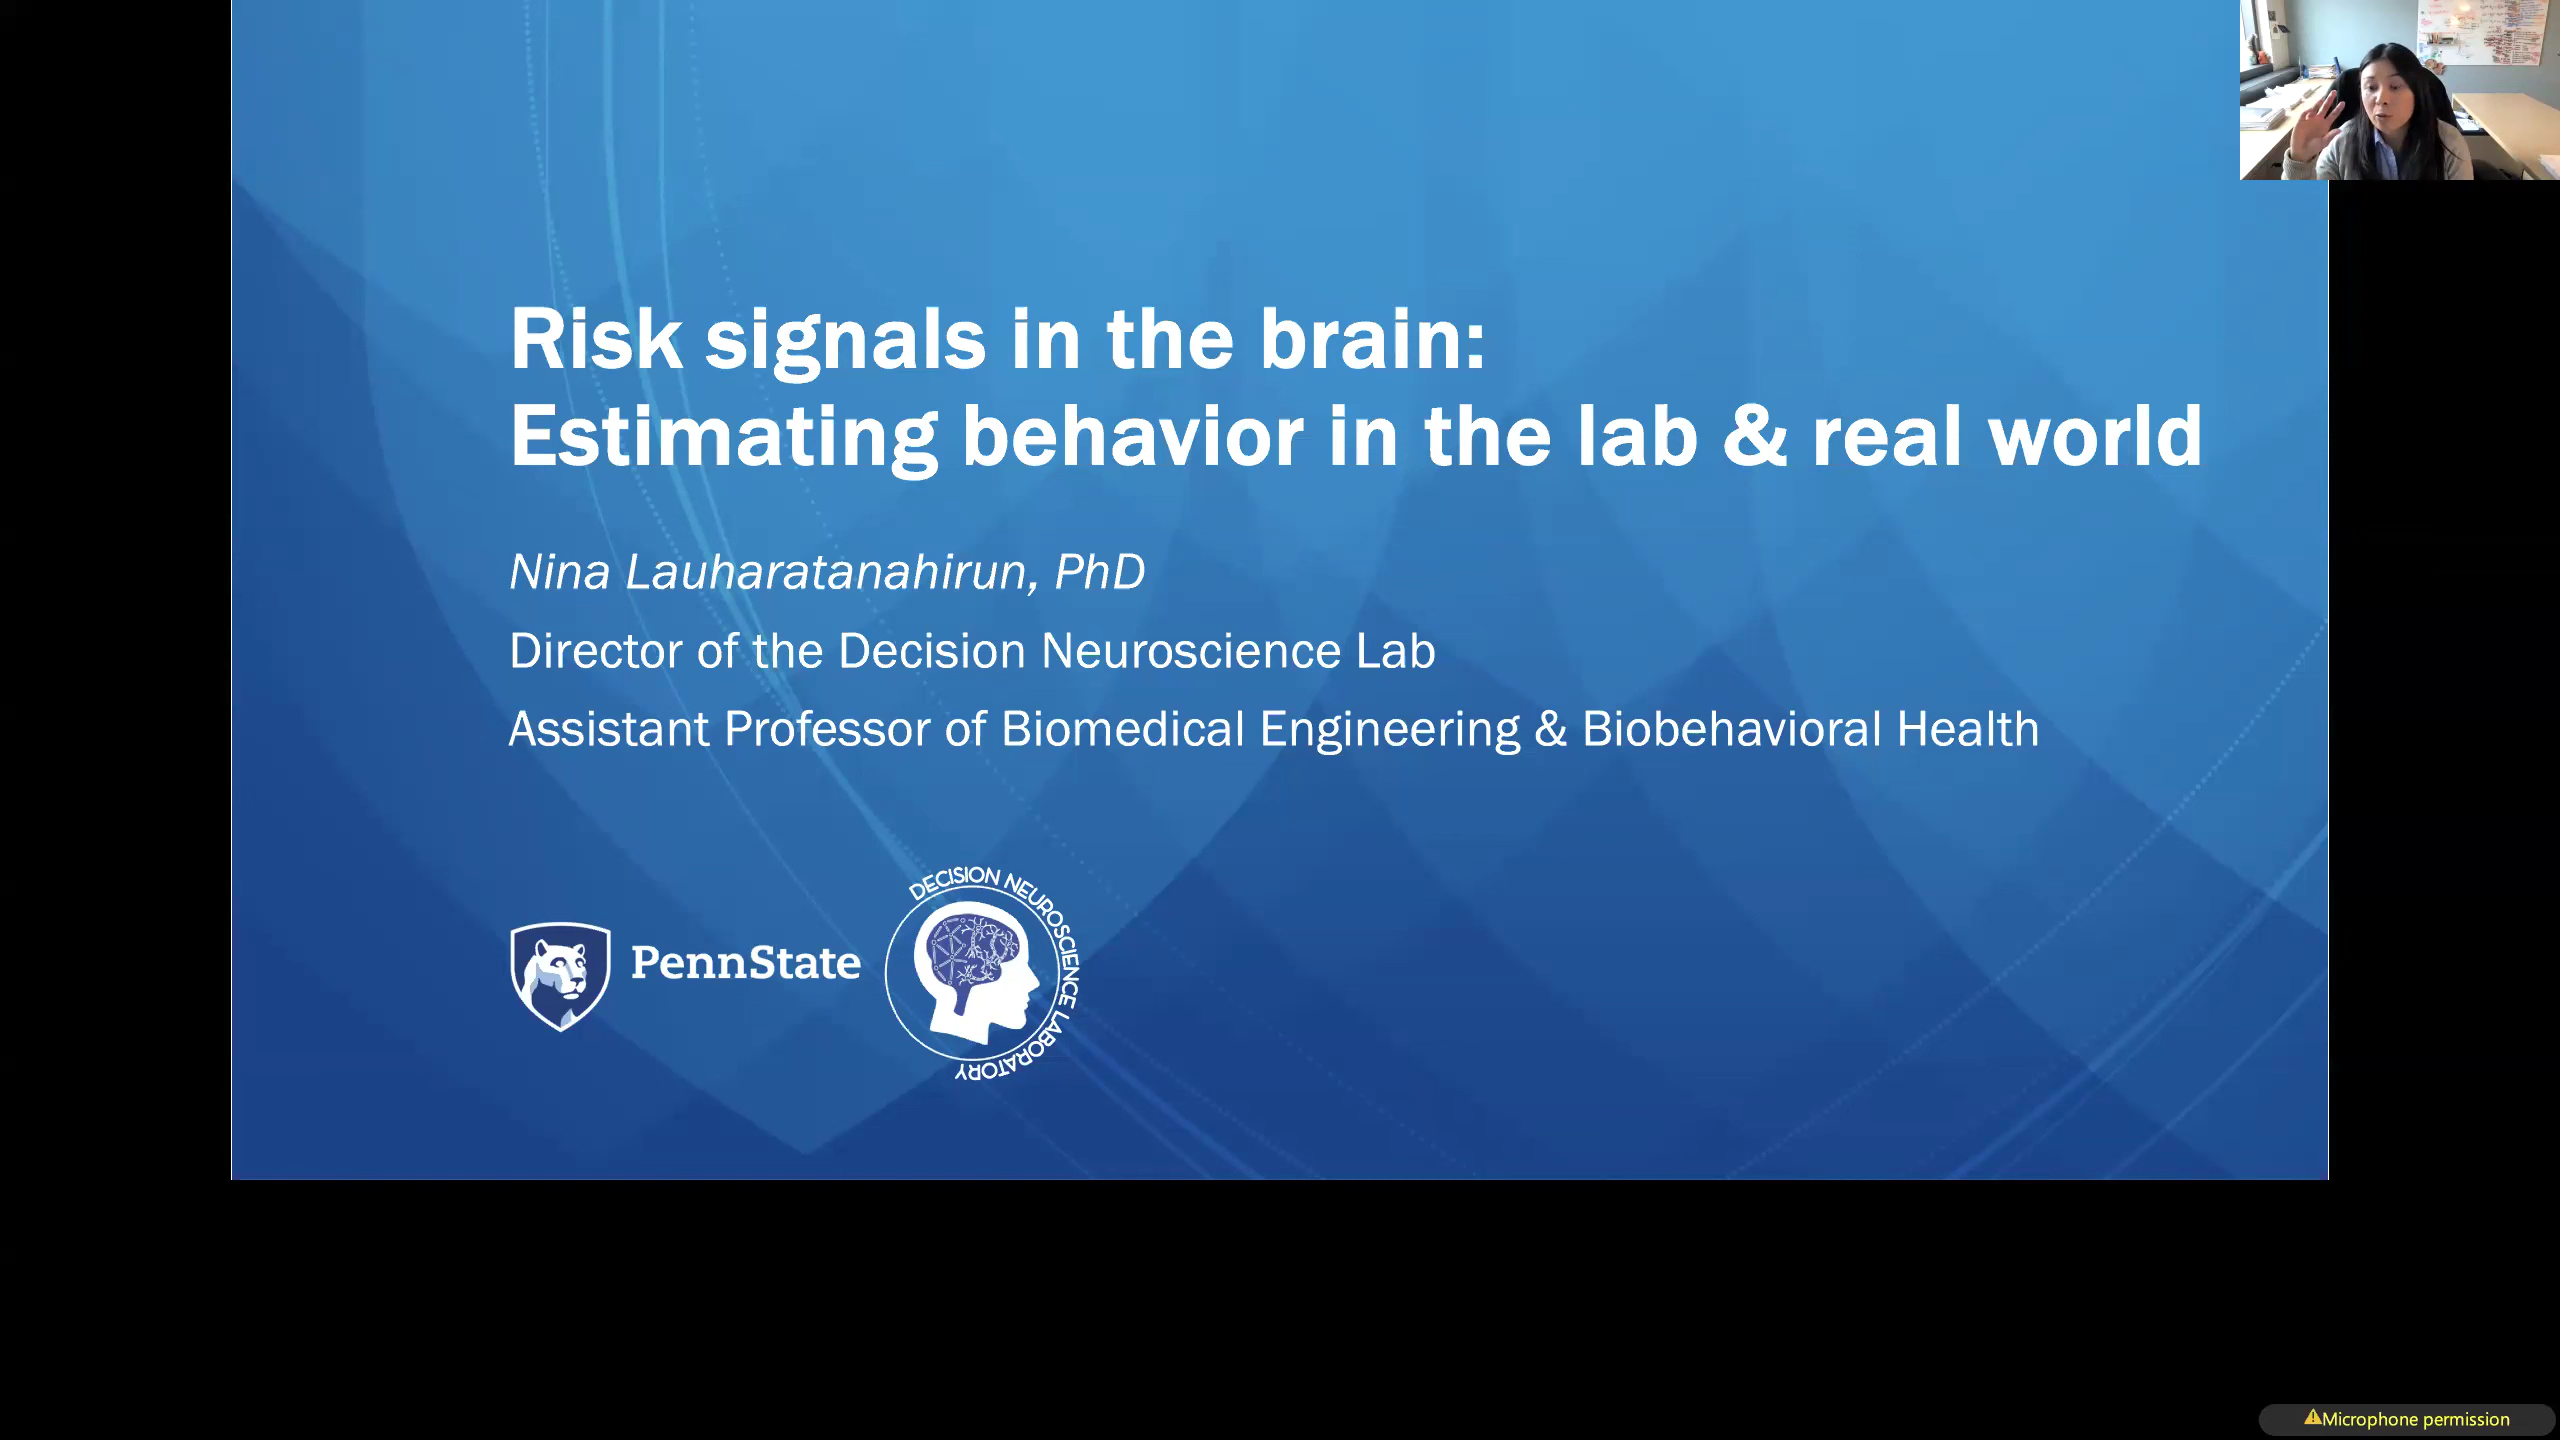 Risk signals in the brain:
Estimating behavior in the lab & real world
Nina Lauharatanahirun, PhD
Director of the Decision Neuroscience Lab
Assistant Professor of Biomedical Engineering & Biobehavioral Health
PennState
DECISION NEUROSCIENCE LABORATORY
Microphone permission